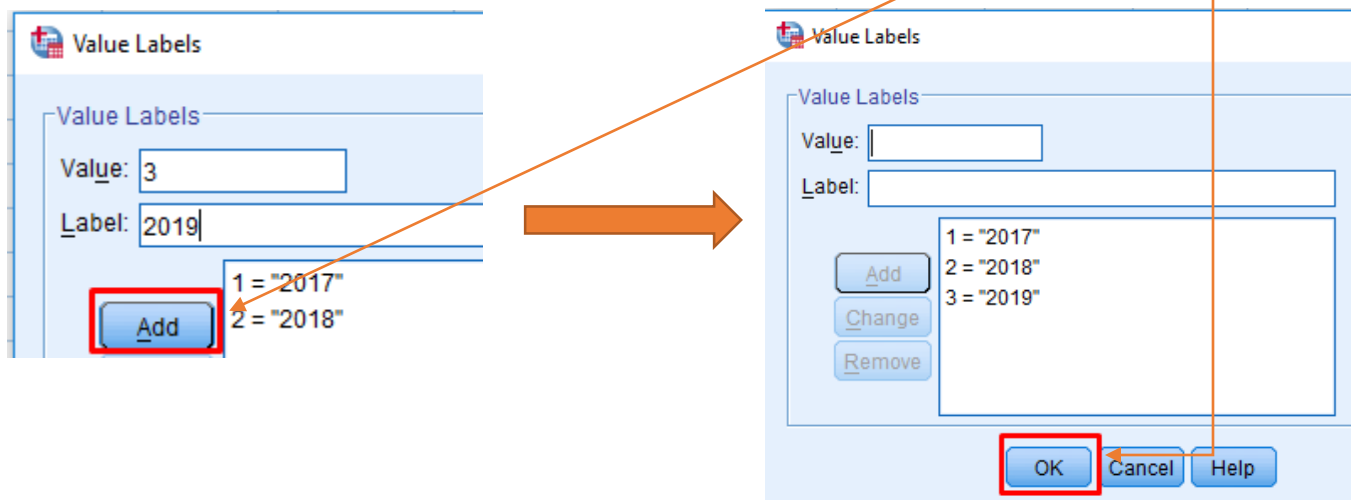 Value Labels
Value Labels
Value: 3
Label: 2019
1 = "2017"
2 = "2018"
Add
Value Labels
Value Labels
Value:
Label:
1 = "2017"
2 = "2018"
3 = "2019"
Add
Change
Remove
OK Cancel Help